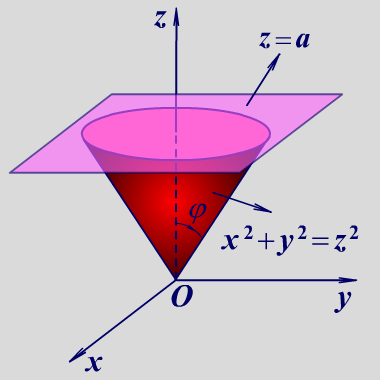 z
z=a
φ
x²+y²=z²
O
y
x